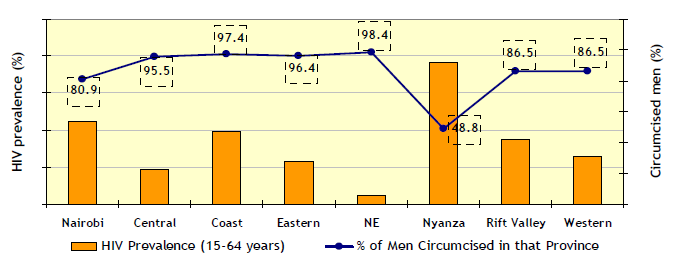 HIV prevalence (%)
Circumcised men (%)
80.9
95.5
97.4
96.4
98.4
48.8
86.5
86.5
Nairobi Central Coast Eastern NE Nyanza Rift Valley Western
HIV Prevalence (15-64 years) % of Men Circumcised in that Province